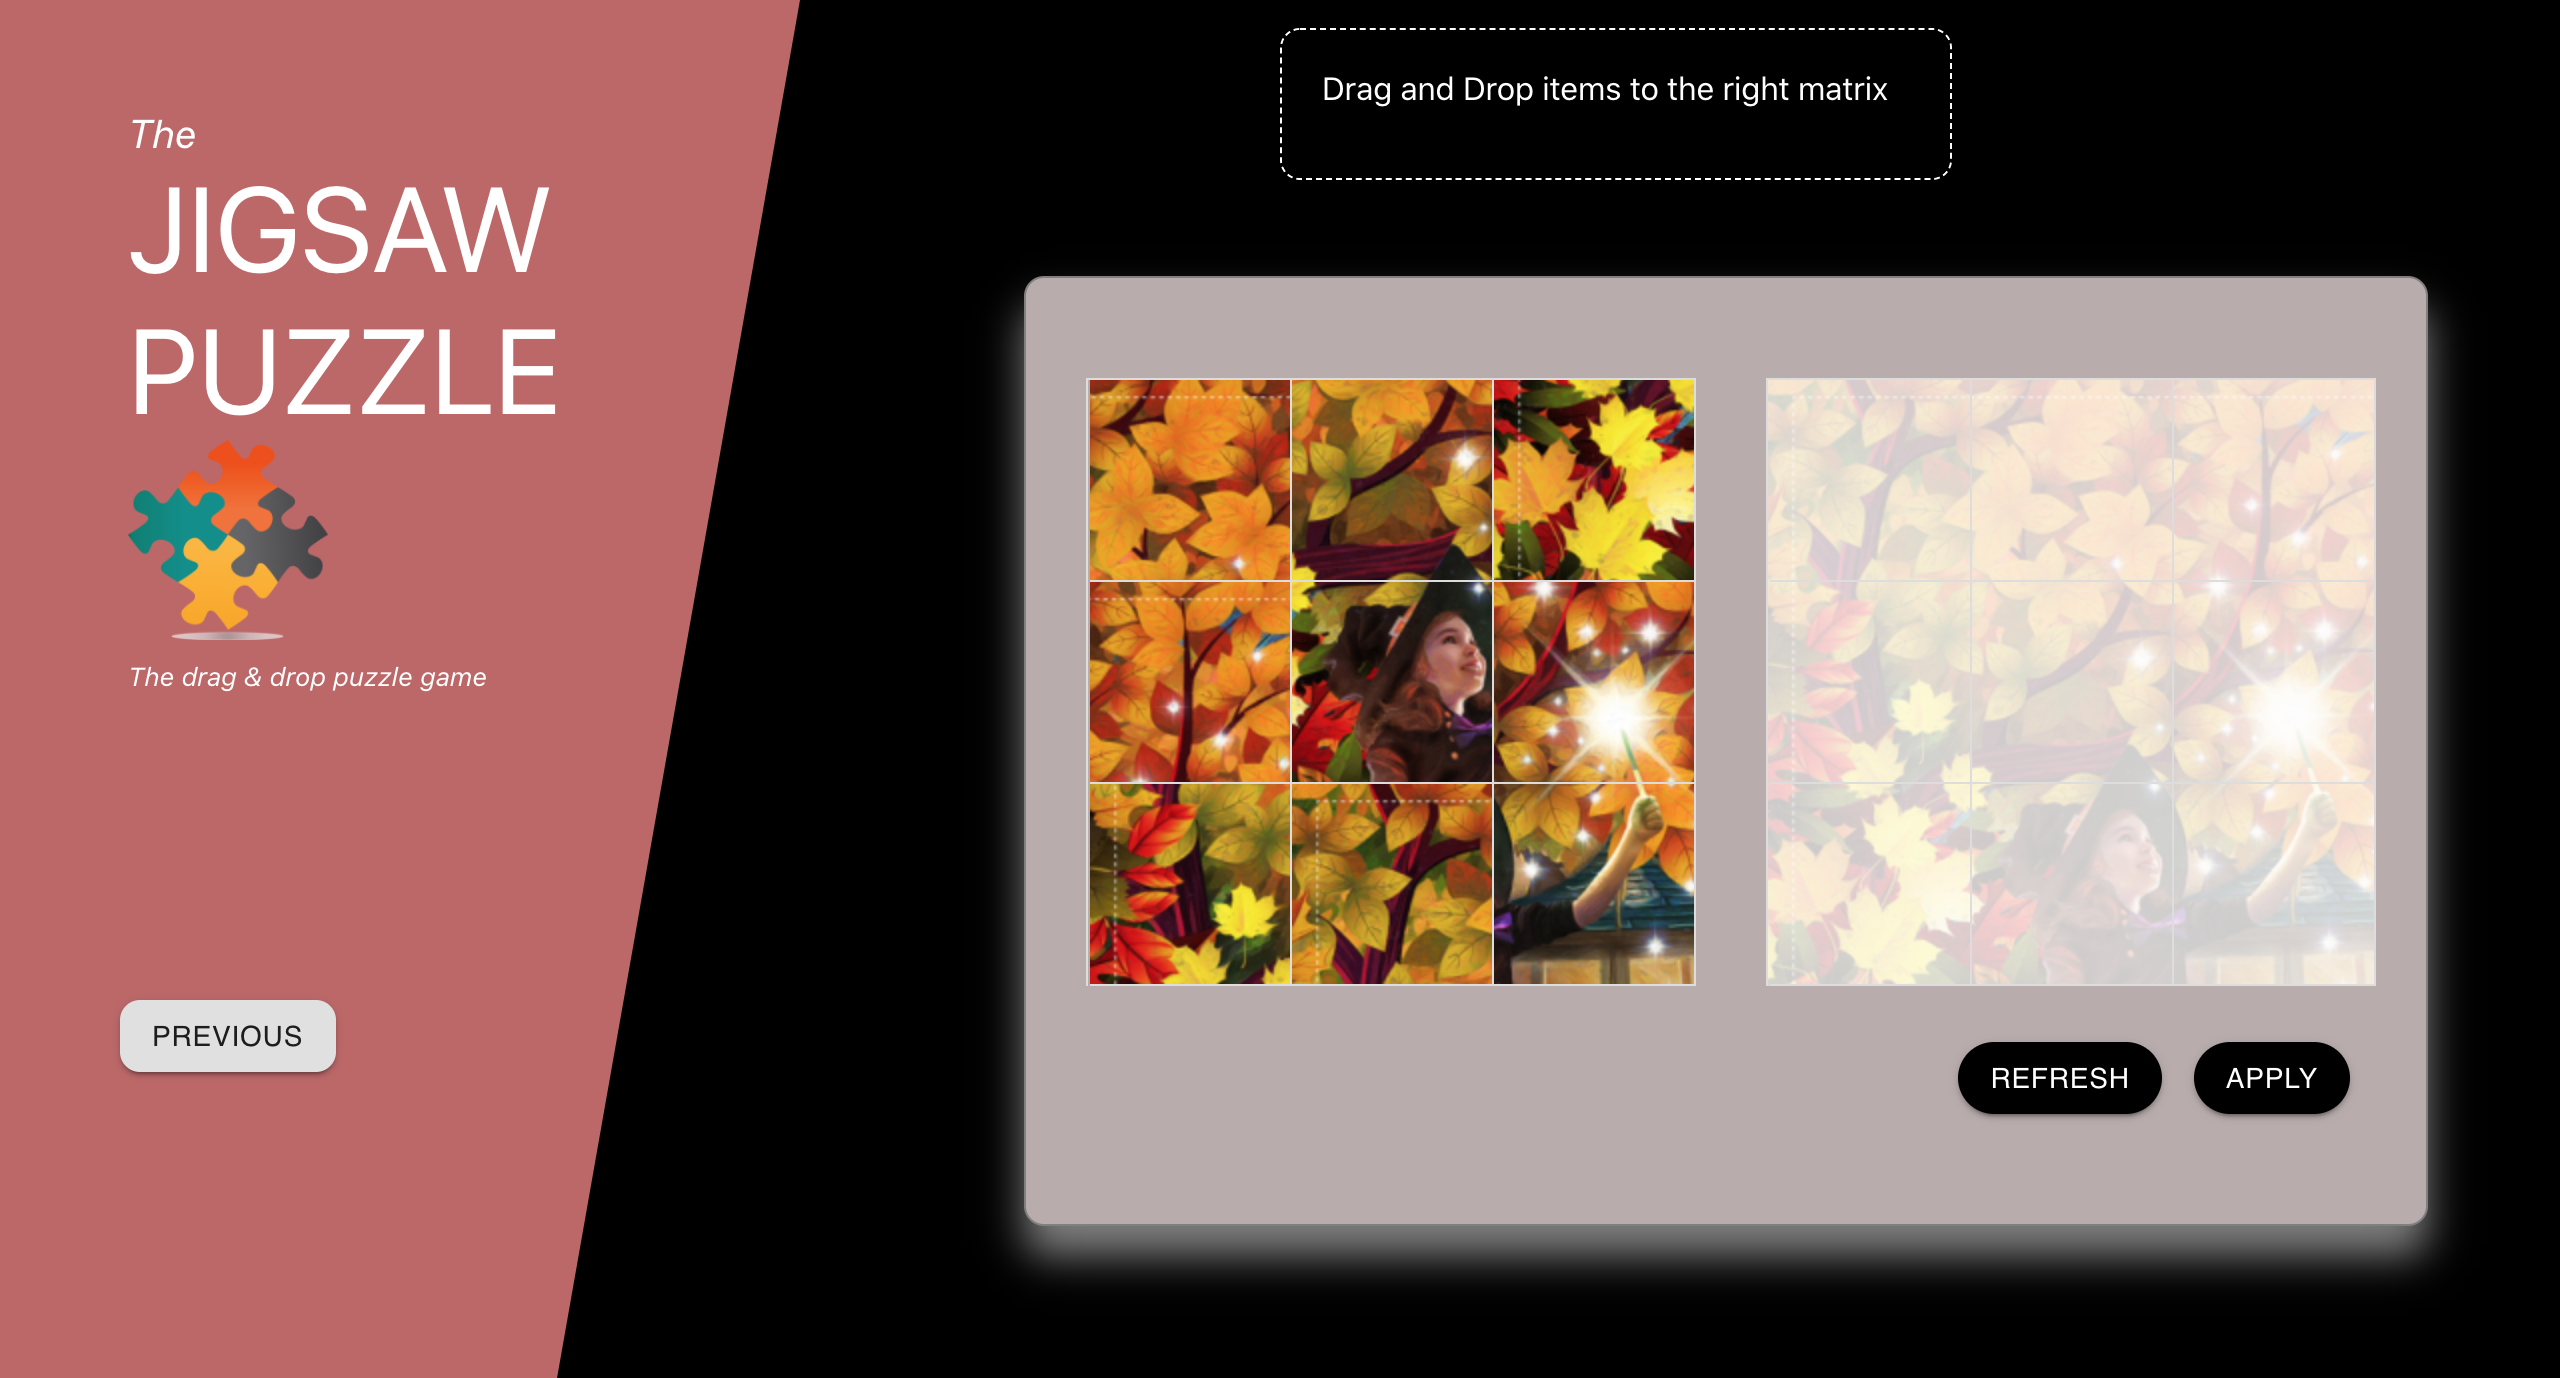 The
JIGSAW
PUZZLE
The drag & drop puzzle game
PREVIOUS
Drag and Drop items to the right matrix
REFRESH
APPLY